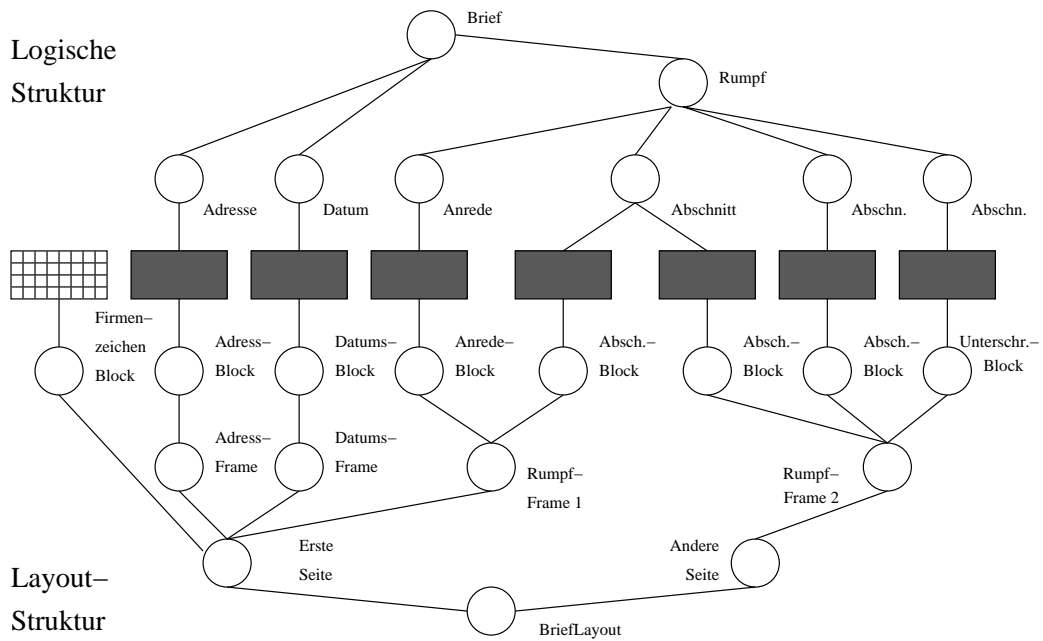 Brief
Logische
Struktur
Rumpf
Adresse
Datum
Anrede
Abschnitt
Abschn.
Abschn.
Firmen–
zeichen
Block
Adress–
Block
Datums–
Block
Anrede–
Block
Absch.–
Block
Absch.–
Block
Absch.–
Block
Unterschr.–
Block
Adress–
Frame
Datums–
Frame
Rumpf–
Frame 1
Rumpf–
Frame 2
Erste
Seite
Andere
Seite
Layout–
Struktur
BriefLayout